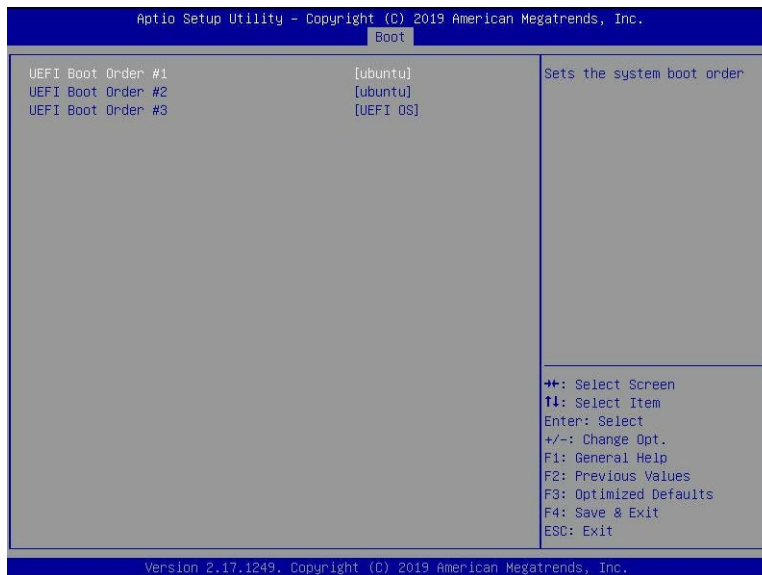 Aptio Setup Utility – Copyright (C) 2019 American Megatrends, Inc.
Boot
UEFI Boot Order #1 [ubuntu]
UEFI Boot Order #2 [ubuntu]
UEFI Boot Order #3 [UEFI OS]
Sets the system boot order
→←: Select Screen
↑↓: Select Item
Enter: Select
+/-: Change Opt.
F1: General Help
F2: Previous Values
F3: Optimized Defaults
F4: Save & Exit
ESC: Exit
Version 2.17.1249. Copyright (C) 2019 American Megatrends, Inc.